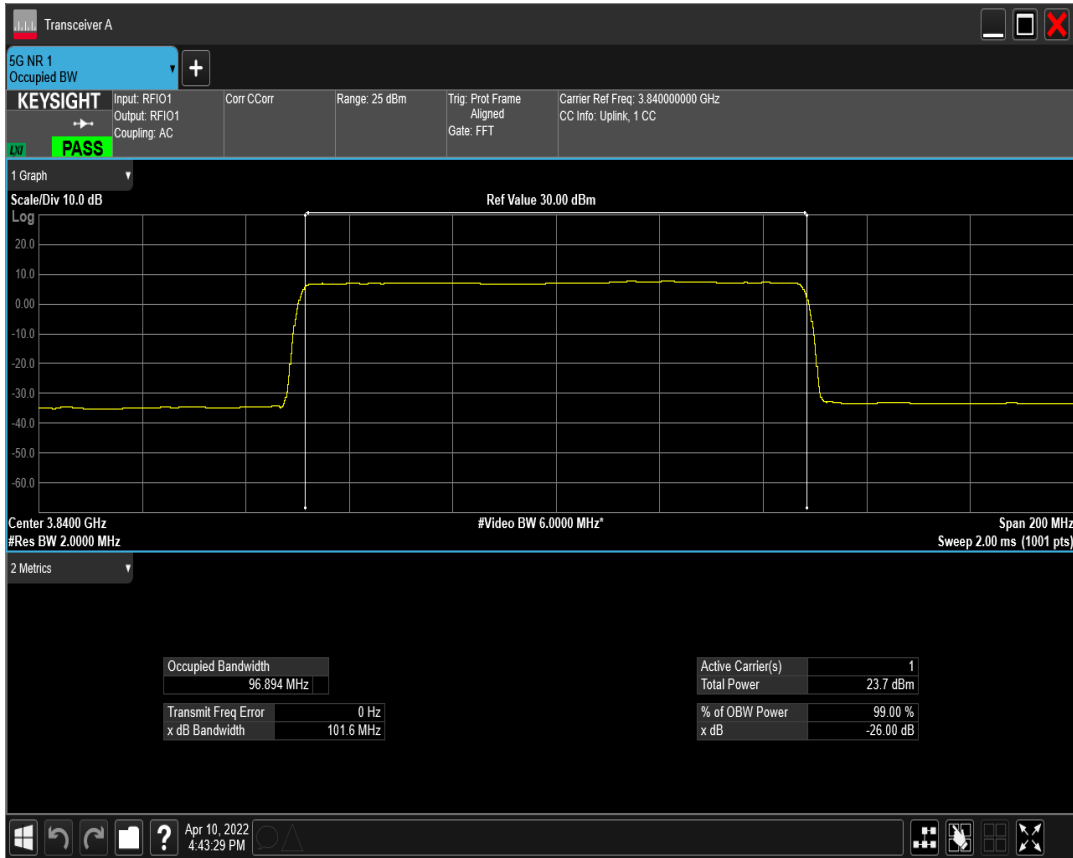 Transceiver A
5G NR 1
Occupied BW
KEYSIGHT
LXI
PASS
Input: RFIO1
Output: RFIO1
Coupling: AC
Corr CCorr
Range: 25 dBm
Trig: Prot Frame
Aligned
Gate: FFT
Carrier Ref Freq: 3.840000000 GHz
CC Info: Uplink, 1 CC
1 Graph
Scale/Div 10.0 dB
Ref Value 30.00 dBm
Log
20.0
10.0
0.00
-10.0
-20.0
-30.0
-40.0
-50.0
-60.0
Center 3.8400 GHz
#Video BW 6.0000 MHz*
Span 200 MHz
#Res BW 2.0000 MHz
Sweep 2.00 ms (1001 pts)
2 Metrics
Occupied Bandwidth
96.894 MHz
Transmit Freq Error 0 Hz
x dB Bandwidth 101.6 MHz
Active Carrier(s) 1
Total Power 23.7 dBm
% of OBW Power 99.00 %
x dB -26.00 dB
?
Apr 10, 2022
4:43:29 PM